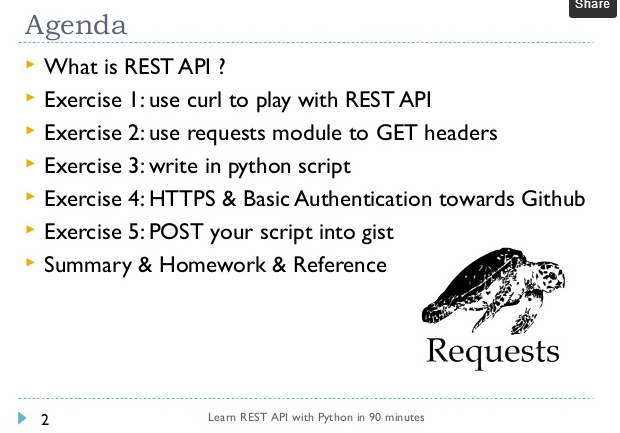 Share
Agenda
What is REST API ?
Exercise 1: use curl to play with REST API
Exercise 2: use requests module to GET headers
Exercise 3: write in python script
Exercise 4: HTTPS & Basic Authentication towards Github
Exercise 5: POST your script into gist
Summary & Homework & Reference
Requests
2
Learn REST API with Python in 90 minutes